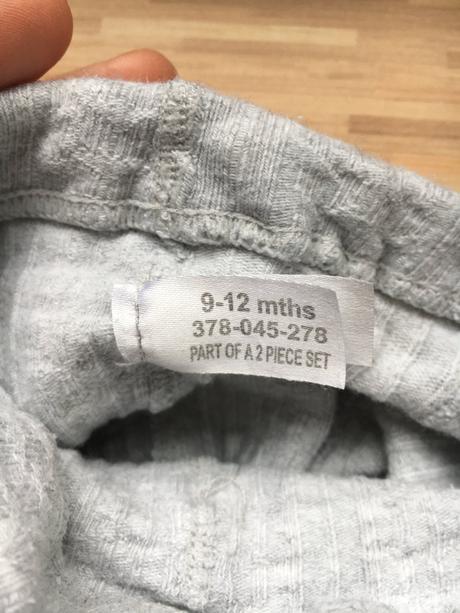 9-12 mths
378-045-278
PART OF A 2 PIECE SET